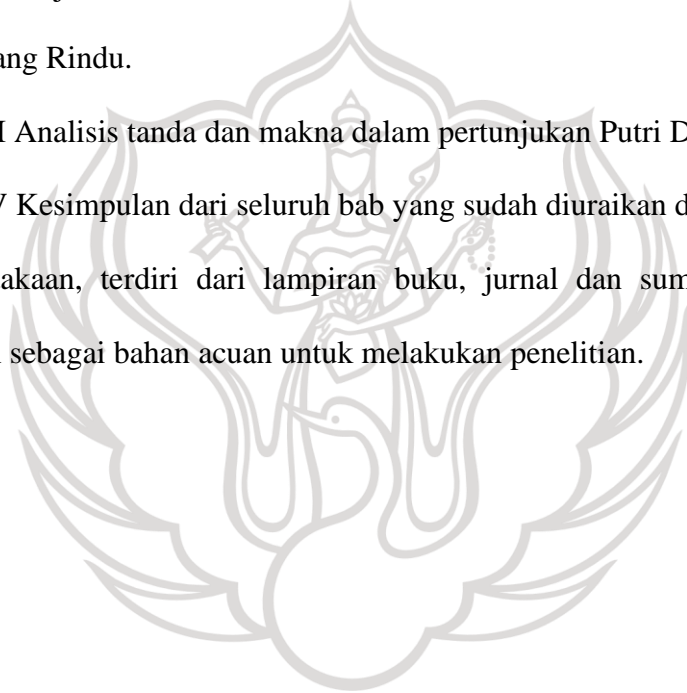 ang Rindu.
I Analisis tanda dan makna dalam pertunjukan Putri D
V Kesimpulan dari seluruh bab yang sudah diuraikan d
akaan, terdiri dari lampiran buku, jurnal dan sum
sebagai bahan acuan untuk melakukan penelitian.